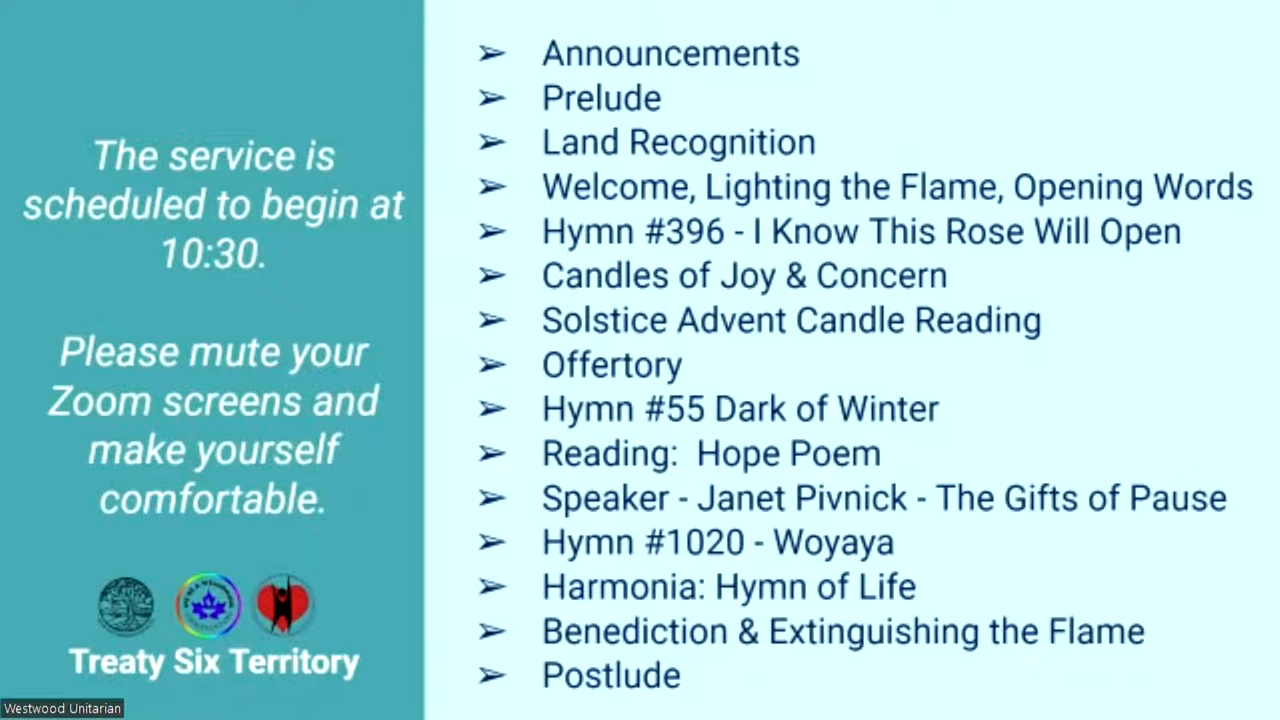 The service is
scheduled to begin at
10:30.
Please mute your
Zoom screens and
make yourself
comfortable.
Treaty Six Territory
Westwood Unitarian
➢ Announcements
➢ Prelude
➢ Land Recognition
➢ Welcome, Lighting the Flame, Opening Words
➢ Hymn #396 - I Know This Rose Will Open
➢ Candles of Joy & Concern
➢ Solstice Advent Candle Reading
➢ Offertory
➢ Hymn #55 Dark of Winter
➢ Reading:  Hope Poem
➢ Speaker - Janet Pivnick - The Gifts of Pause
➢ Hymn #1020 - Woyaya
➢ Harmonia: Hymn of Life
➢ Benediction & Extinguishing the Flame
➢ Postlude